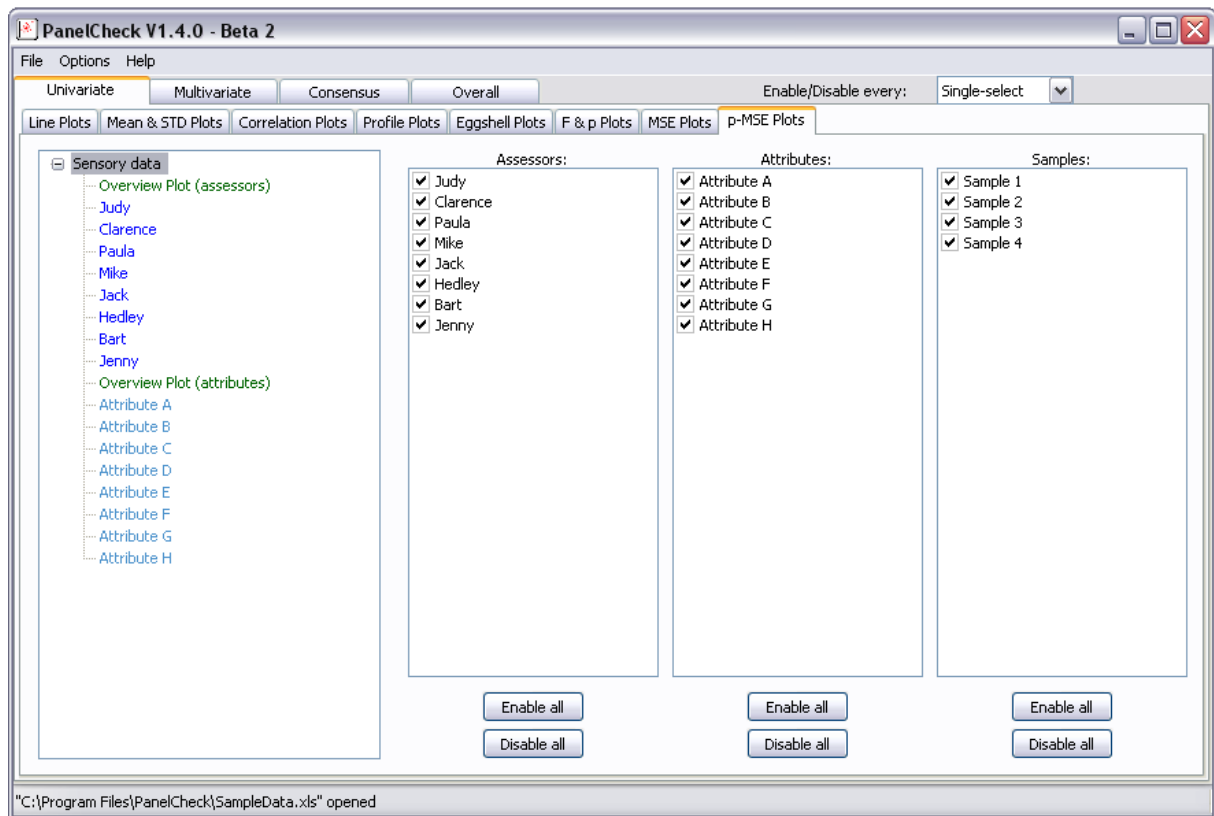 PanelCheck V1.4.0 - Beta 2
File Options Help
Univariate Multivariate Consensus Overall Enable/Disable every: Single-select
Line Plots Mean & STD Plots Correlation Plots Profile Plots Eggshell Plots F & p Plots MSE Plots p-MSE Plots
Sensory data
Overview Plot (assessors)
Judy
Clarence
Paula
Mike
Jack
Hedley
Bart
Jenny
Overview Plot (attributes)
Attribute A
Attribute B
Attribute C
Attribute D
Attribute E
Attribute F
Attribute G
Attribute H
Assessors:
Judy
Clarence
Paula
Mike
Jack
Hedley
Bart
Jenny
Enable all
Disable all
Attributes:
Attribute A
Attribute B
Attribute C
Attribute D
Attribute E
Attribute F
Attribute G
Attribute H
Enable all
Disable all
Samples:
Sample 1
Sample 2
Sample 3
Sample 4
Enable all
Disable all
"C:\Program Files\PanelCheck\SampleData.xls" opened